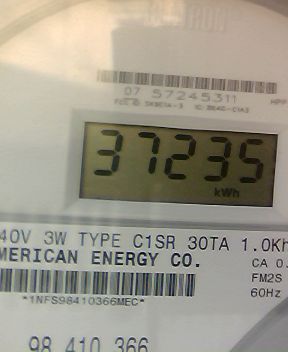 07 57245311
37235
kWh
40V 3W TYPE C1SR 30TA 1.0Kh
MERICAN ENERGY CO.
CA 0.
FM2S
60Hz
*1NFS98410366MEC*
98 410 366